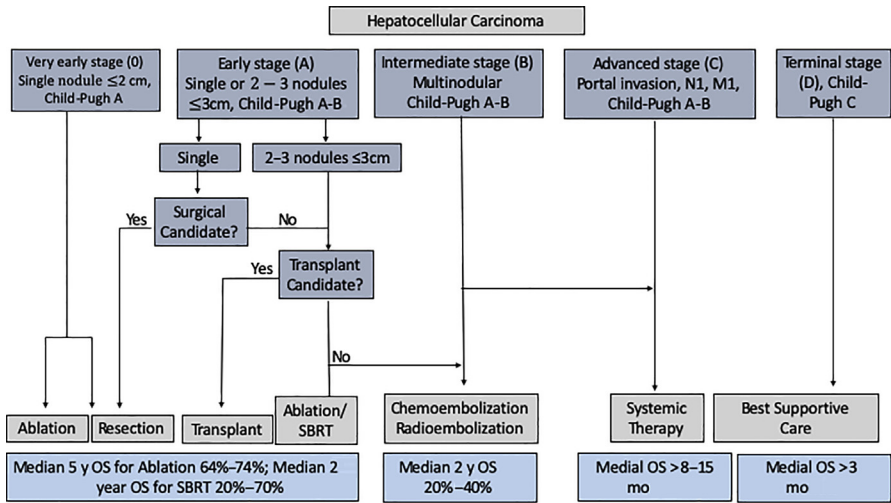 Hepatocellular Carcinoma
Very early stage (0)
Single nodule ≤2 cm,
Child-Pugh A
Early stage (A)
Single or 2 – 3 nodules
≤3cm, Child-Pugh A-B
Intermediate stage (B)
Multinodular
Child-Pugh A-B
Advanced stage (C)
Portal invasion, N1, M1,
Child-Pugh A-B
Terminal stage
(D), Child-
Pugh C
Single
2–3 nodules ≤3cm
Surgical
Candidate?
Yes
No
Transplant
Candidate?
Yes
No
Ablation
Resection
Transplant
Ablation/
SBRT
Chemoembolization
Radioembolization
Systemic
Therapy
Best Supportive
Care
Median 5 y OS for Ablation 64%–74%; Median 2
year OS for SBRT 20%–70%
Median 2 y OS
20%–40%
Medial OS >8–15
mo
Medial OS >3
mo